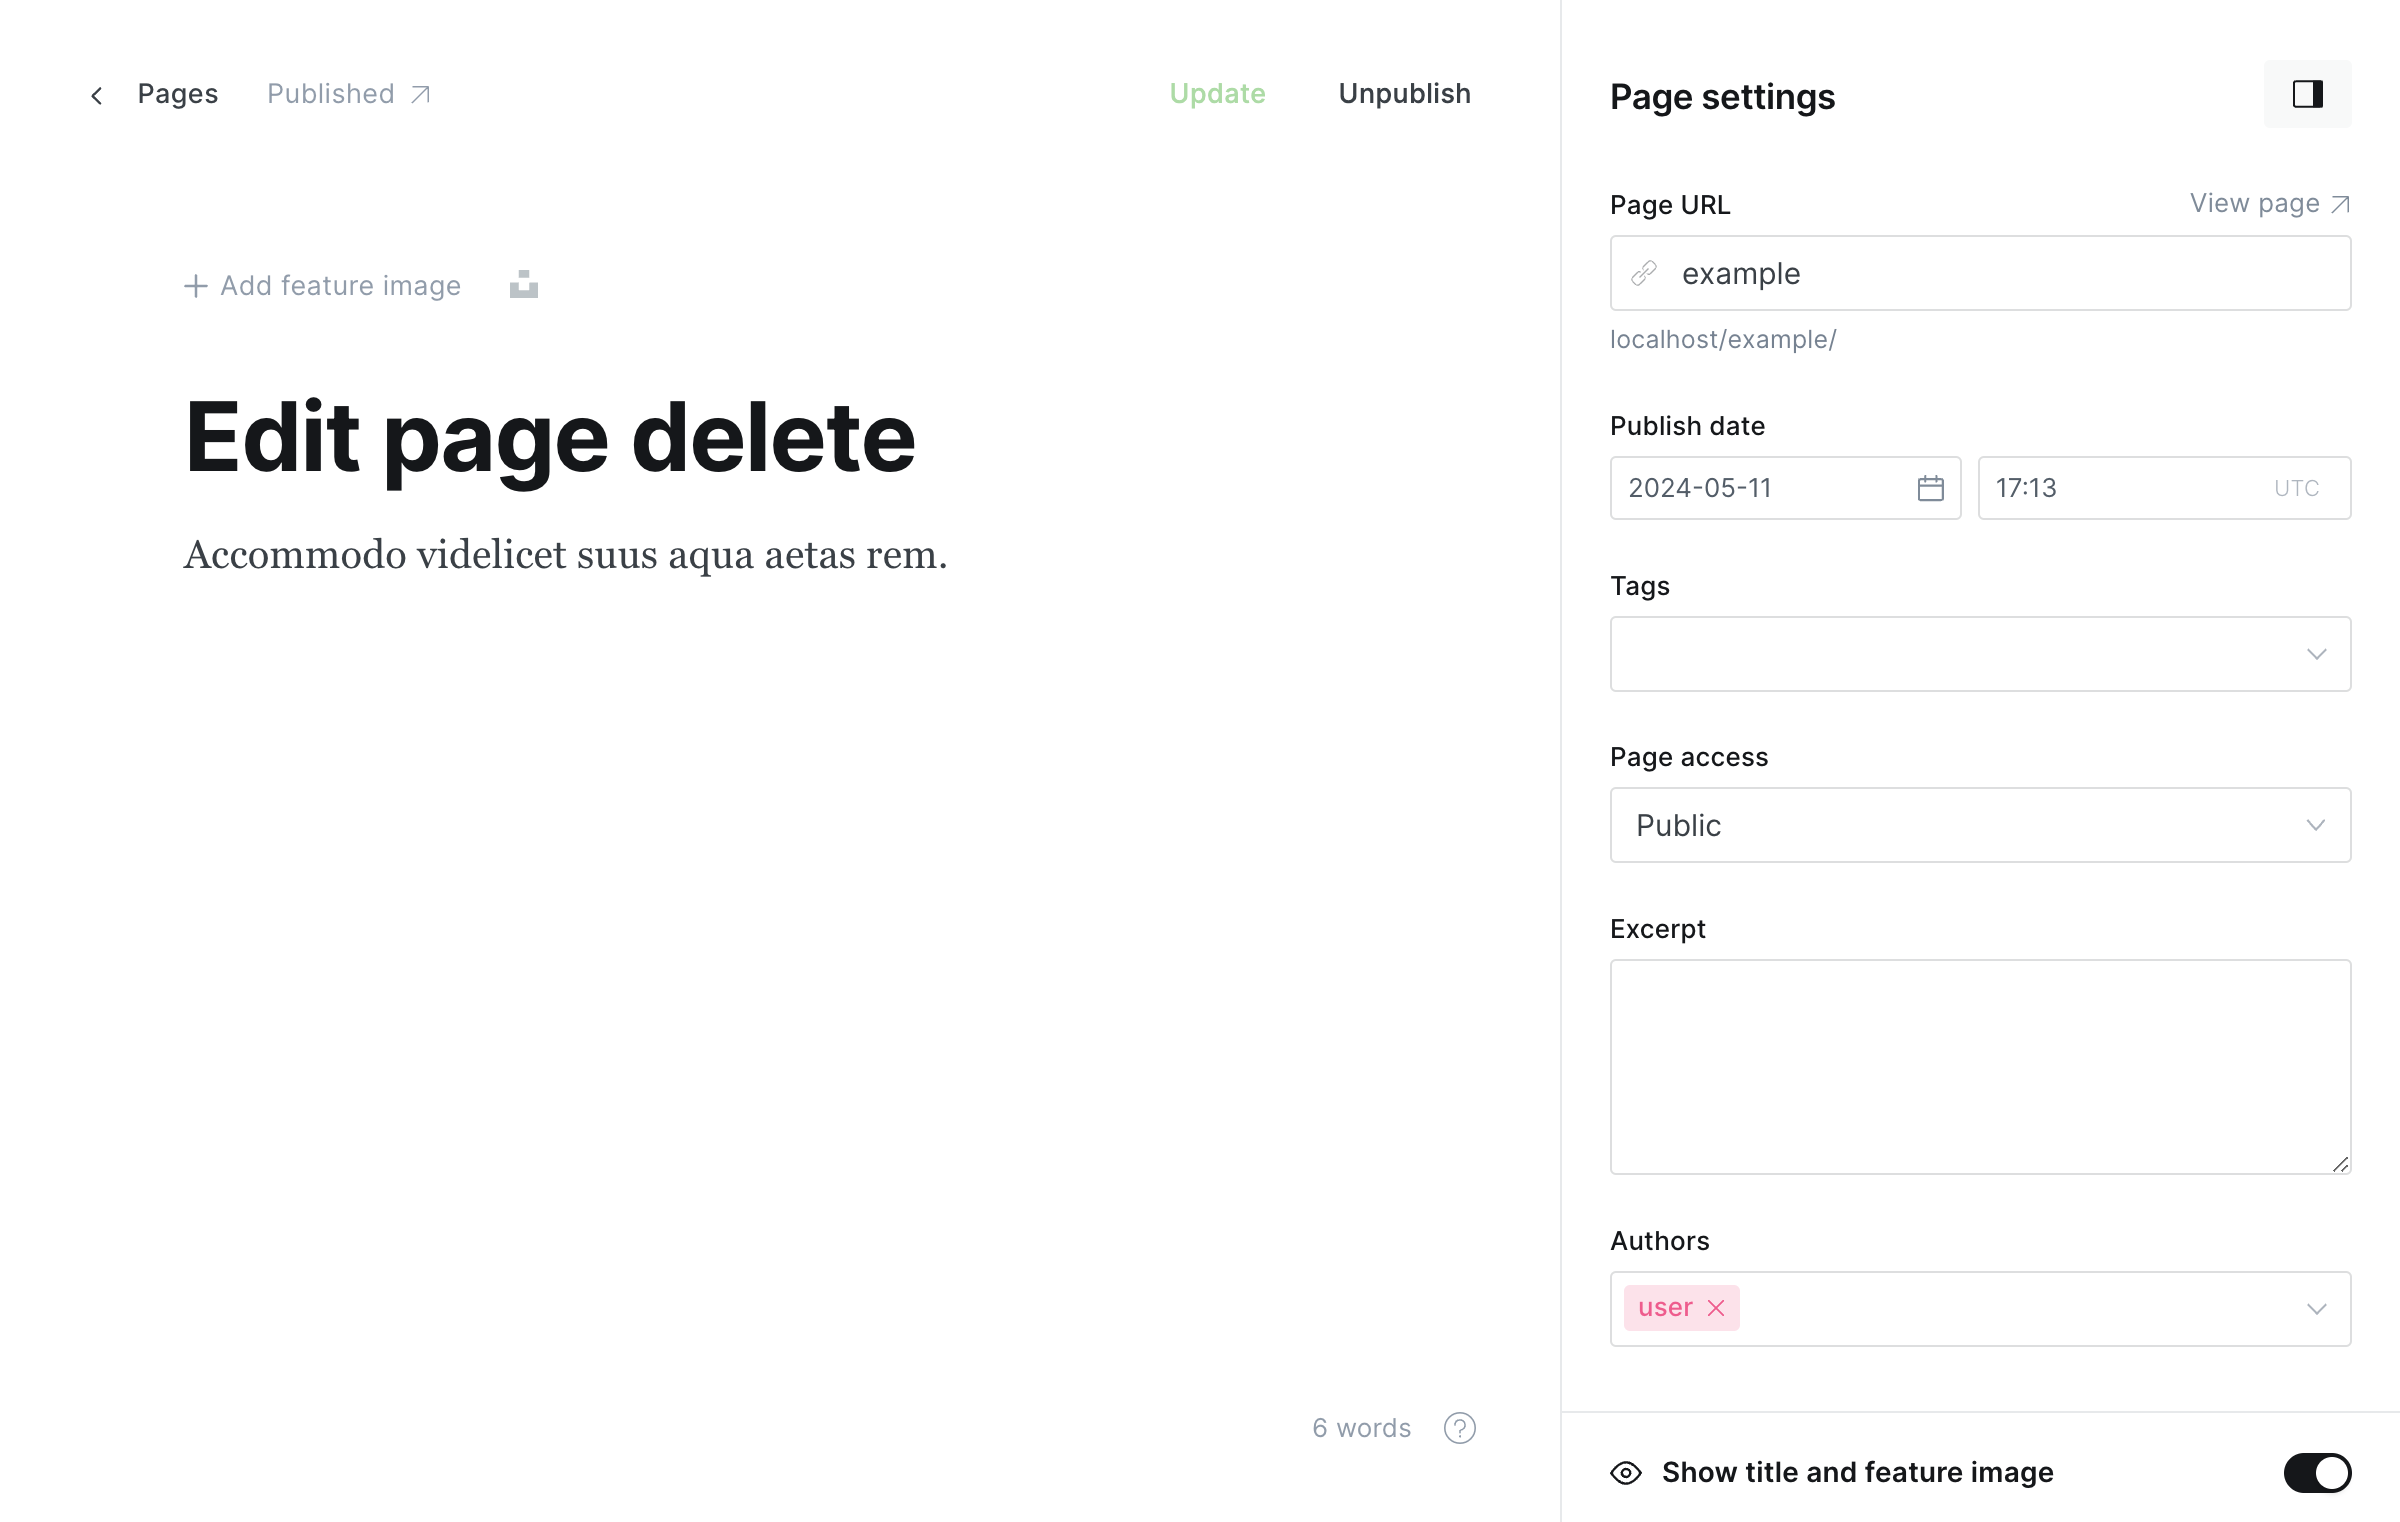 Pages Published Update Unpublish
Add feature image
Edit page delete
Accommodo videlicet suus aqua aetas rem.
6 words
Page settings
Page URL View page
example
localhost/example/
Publish date
2024-05-11 17:13 UTC
Tags
Page access
Public
Excerpt
Authors
user
Show title and feature image